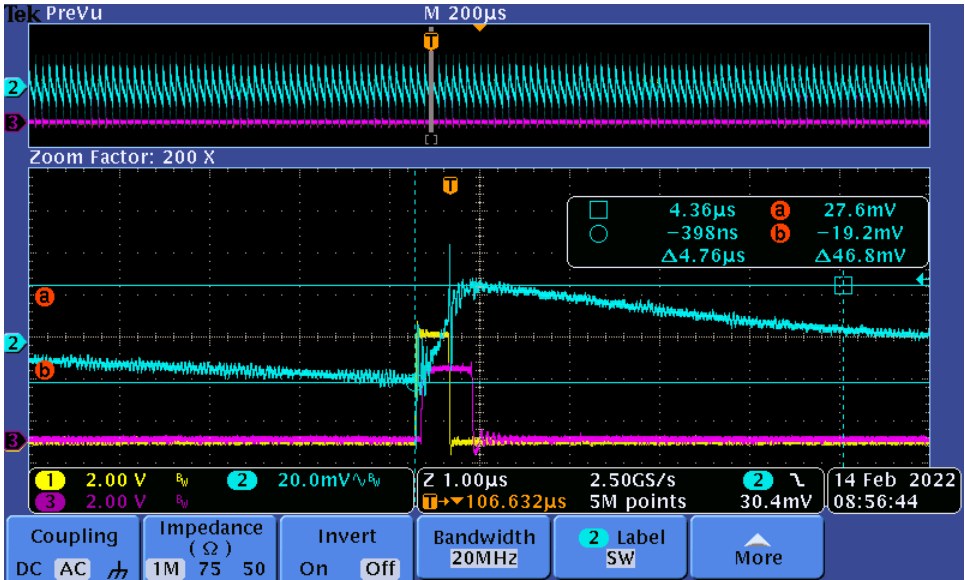 Tek PreVu M 200µs
T
2
3
[ ]
Zoom Factor: 200 X
T
4.36µs a 27.6mV
−398ns b −19.2mV
Δ4.76µs Δ46.8mV
a
2
b
3
1 2.00 V BW 2 20.0mV∿BW
3 2.00 V BW
Z 1.00µs 2.50GS/s 2
T→▼106.632µs 5M points 30.4mV
14 Feb 2022
08:56:44
Coupling
DC AC
Impedance
(Ω)
1M 75 50
Invert
On Off
Bandwidth
20MHz
2 Label
SW
More